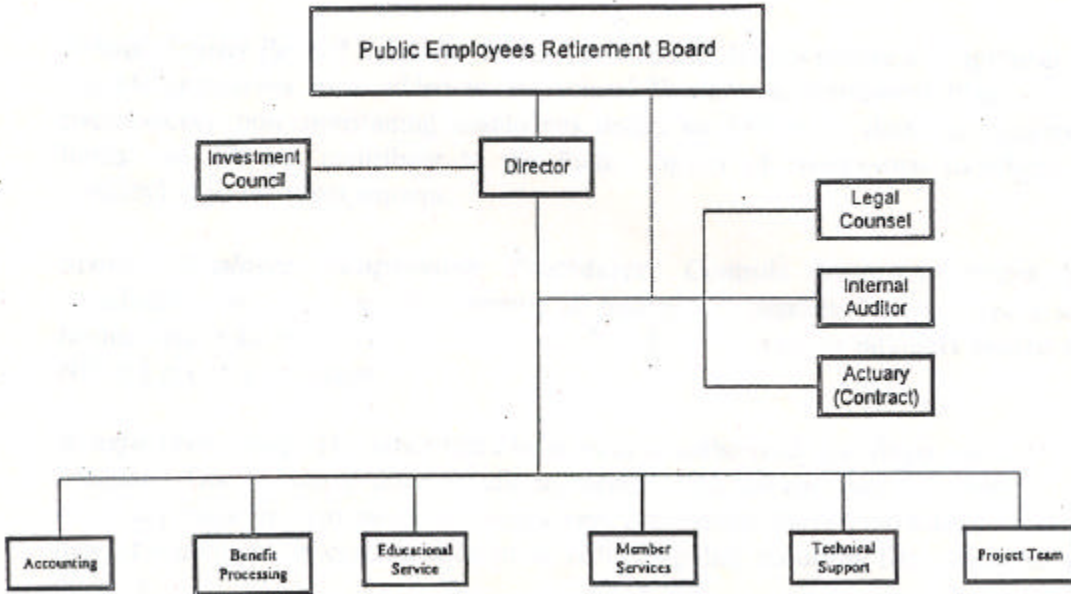 Public Employees Retirement Board
Investment
Council
Director
Legal
Counsel
Internal
Auditor
Actuary
(Contract)
Accounting
Benefit
Processing
Educational
Service
Member
Services
Technical
Support
Project Team